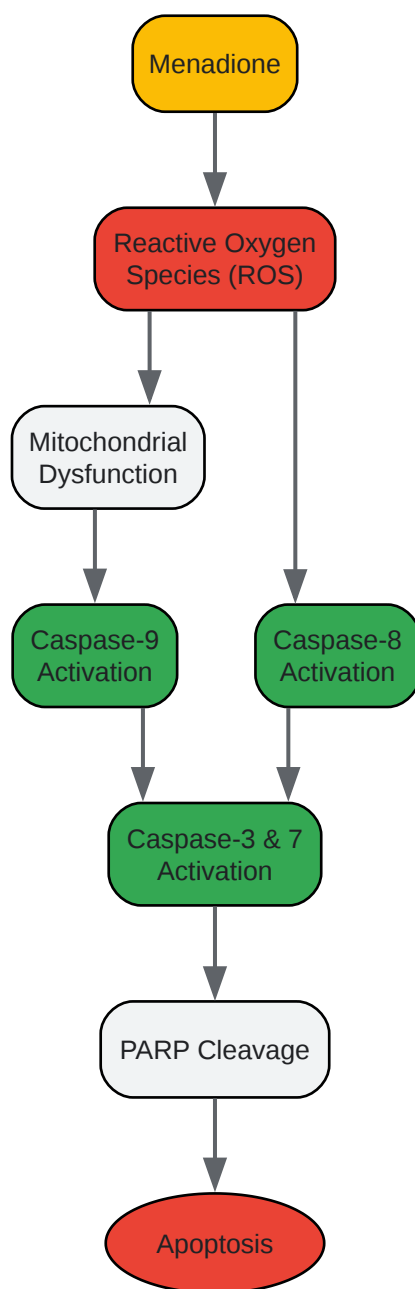 Menadione
Reactive Oxygen
Species (ROS)
Mitochondrial
Dysfunction
Caspase-9
Activation
Caspase-8
Activation
Caspase-3 & 7
Activation
PARP Cleavage
Apoptosis